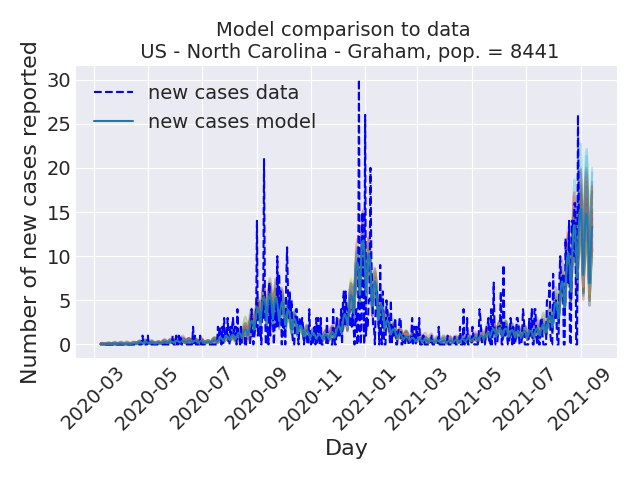 Model comparison to data
US - North Carolina - Graham, pop. = 8441
Number of new cases reported
30
25
20
15
10
5
0
new cases data
new cases model
2020-03
2020-05
2020-07
2020-09
2020-11
2021-01
2021-03
2021-05
2021-07
2021-09
Day